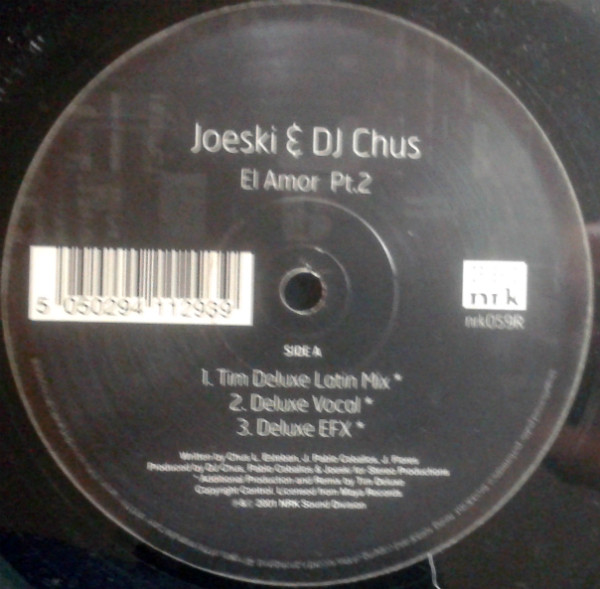 Joeski & DJ Chus
El Amor Pt.2
5 060294 112939
nrk
nrk059R
SIDE A
1. Tim Deluxe Latin Mix *
2. Deluxe Vocal *
3. Deluxe EFX *
Written by Chus L. Esteban, J. Pablo Ceballos, J.
Produced by DJ Chus, Pablo Ceballos & Joeski for Stereo Productions
*Additional Production and Remix by Tim Deluxe
Copyright Control. Licensed from Maya Records
2001 NRK Sound Division